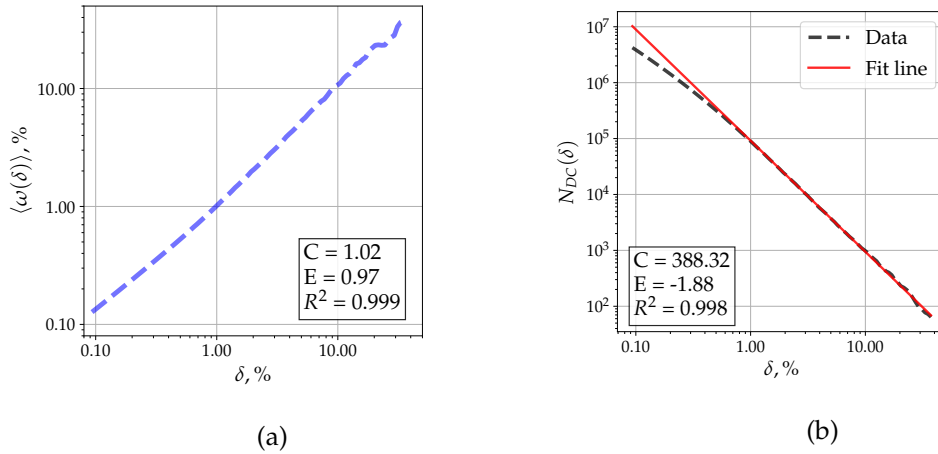 100.00
10.00
1.00
0.10
⟨ω(δ)⟩, %
C = 1.02
E = 0.97
R² = 0.999
0.10 1.00 10.00
δ, %
(a)
10⁷
10⁶
10⁵
10⁴
10³
10²
N_DC(δ)
Data
Fit line
C = 388.32
E = -1.88
R² = 0.998
0.10 1.00 10.00
δ, %
(b)